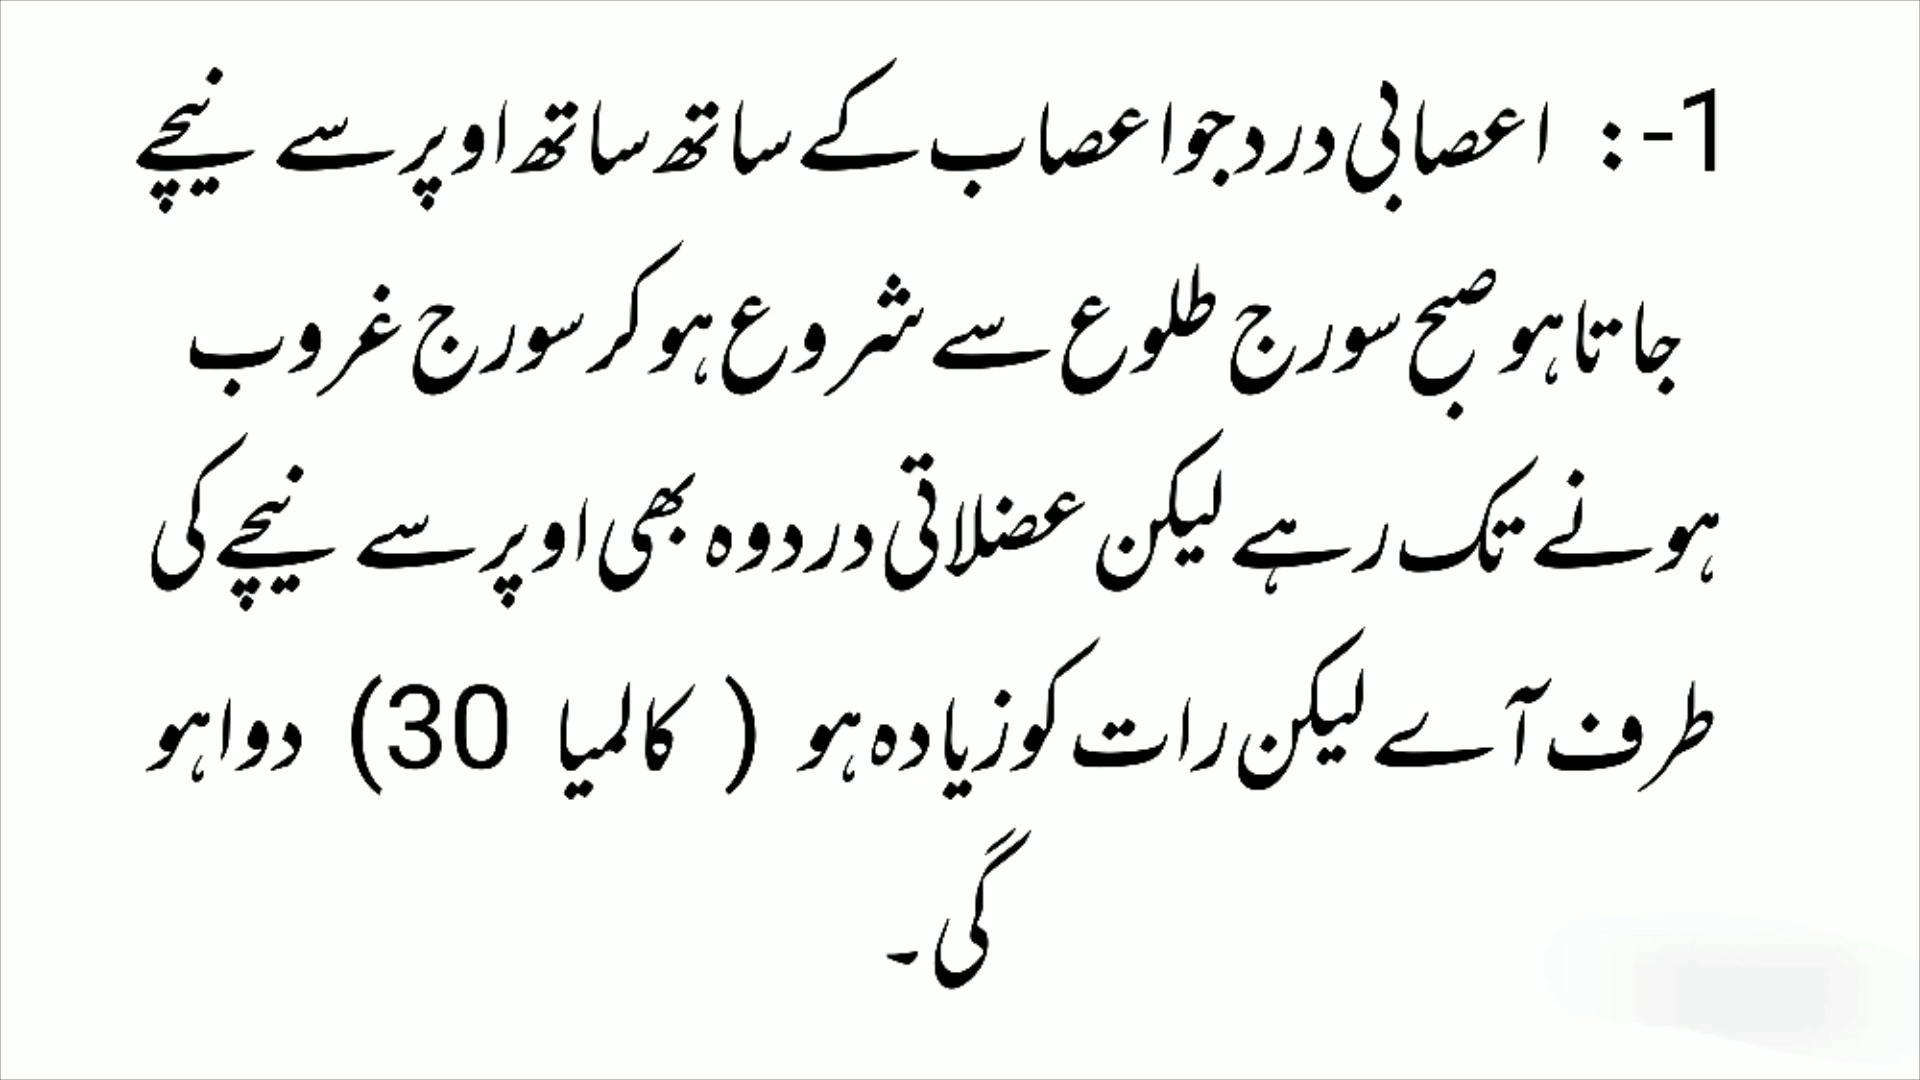 1-: اعصابی درد جو اعصاب کے ساتھ ساتھ اوپر سے نیچے
جاتا ہو صبح سورج طلوع سے شروع ہو کر سورج غروب
ہونے تک رہے لیکن عضلاتی درد وہ بھی اوپر سے نیچے کی
طرف آے لیکن رات کو زیادہ ہو ( کالمیا 30) دوا ہو
گی۔